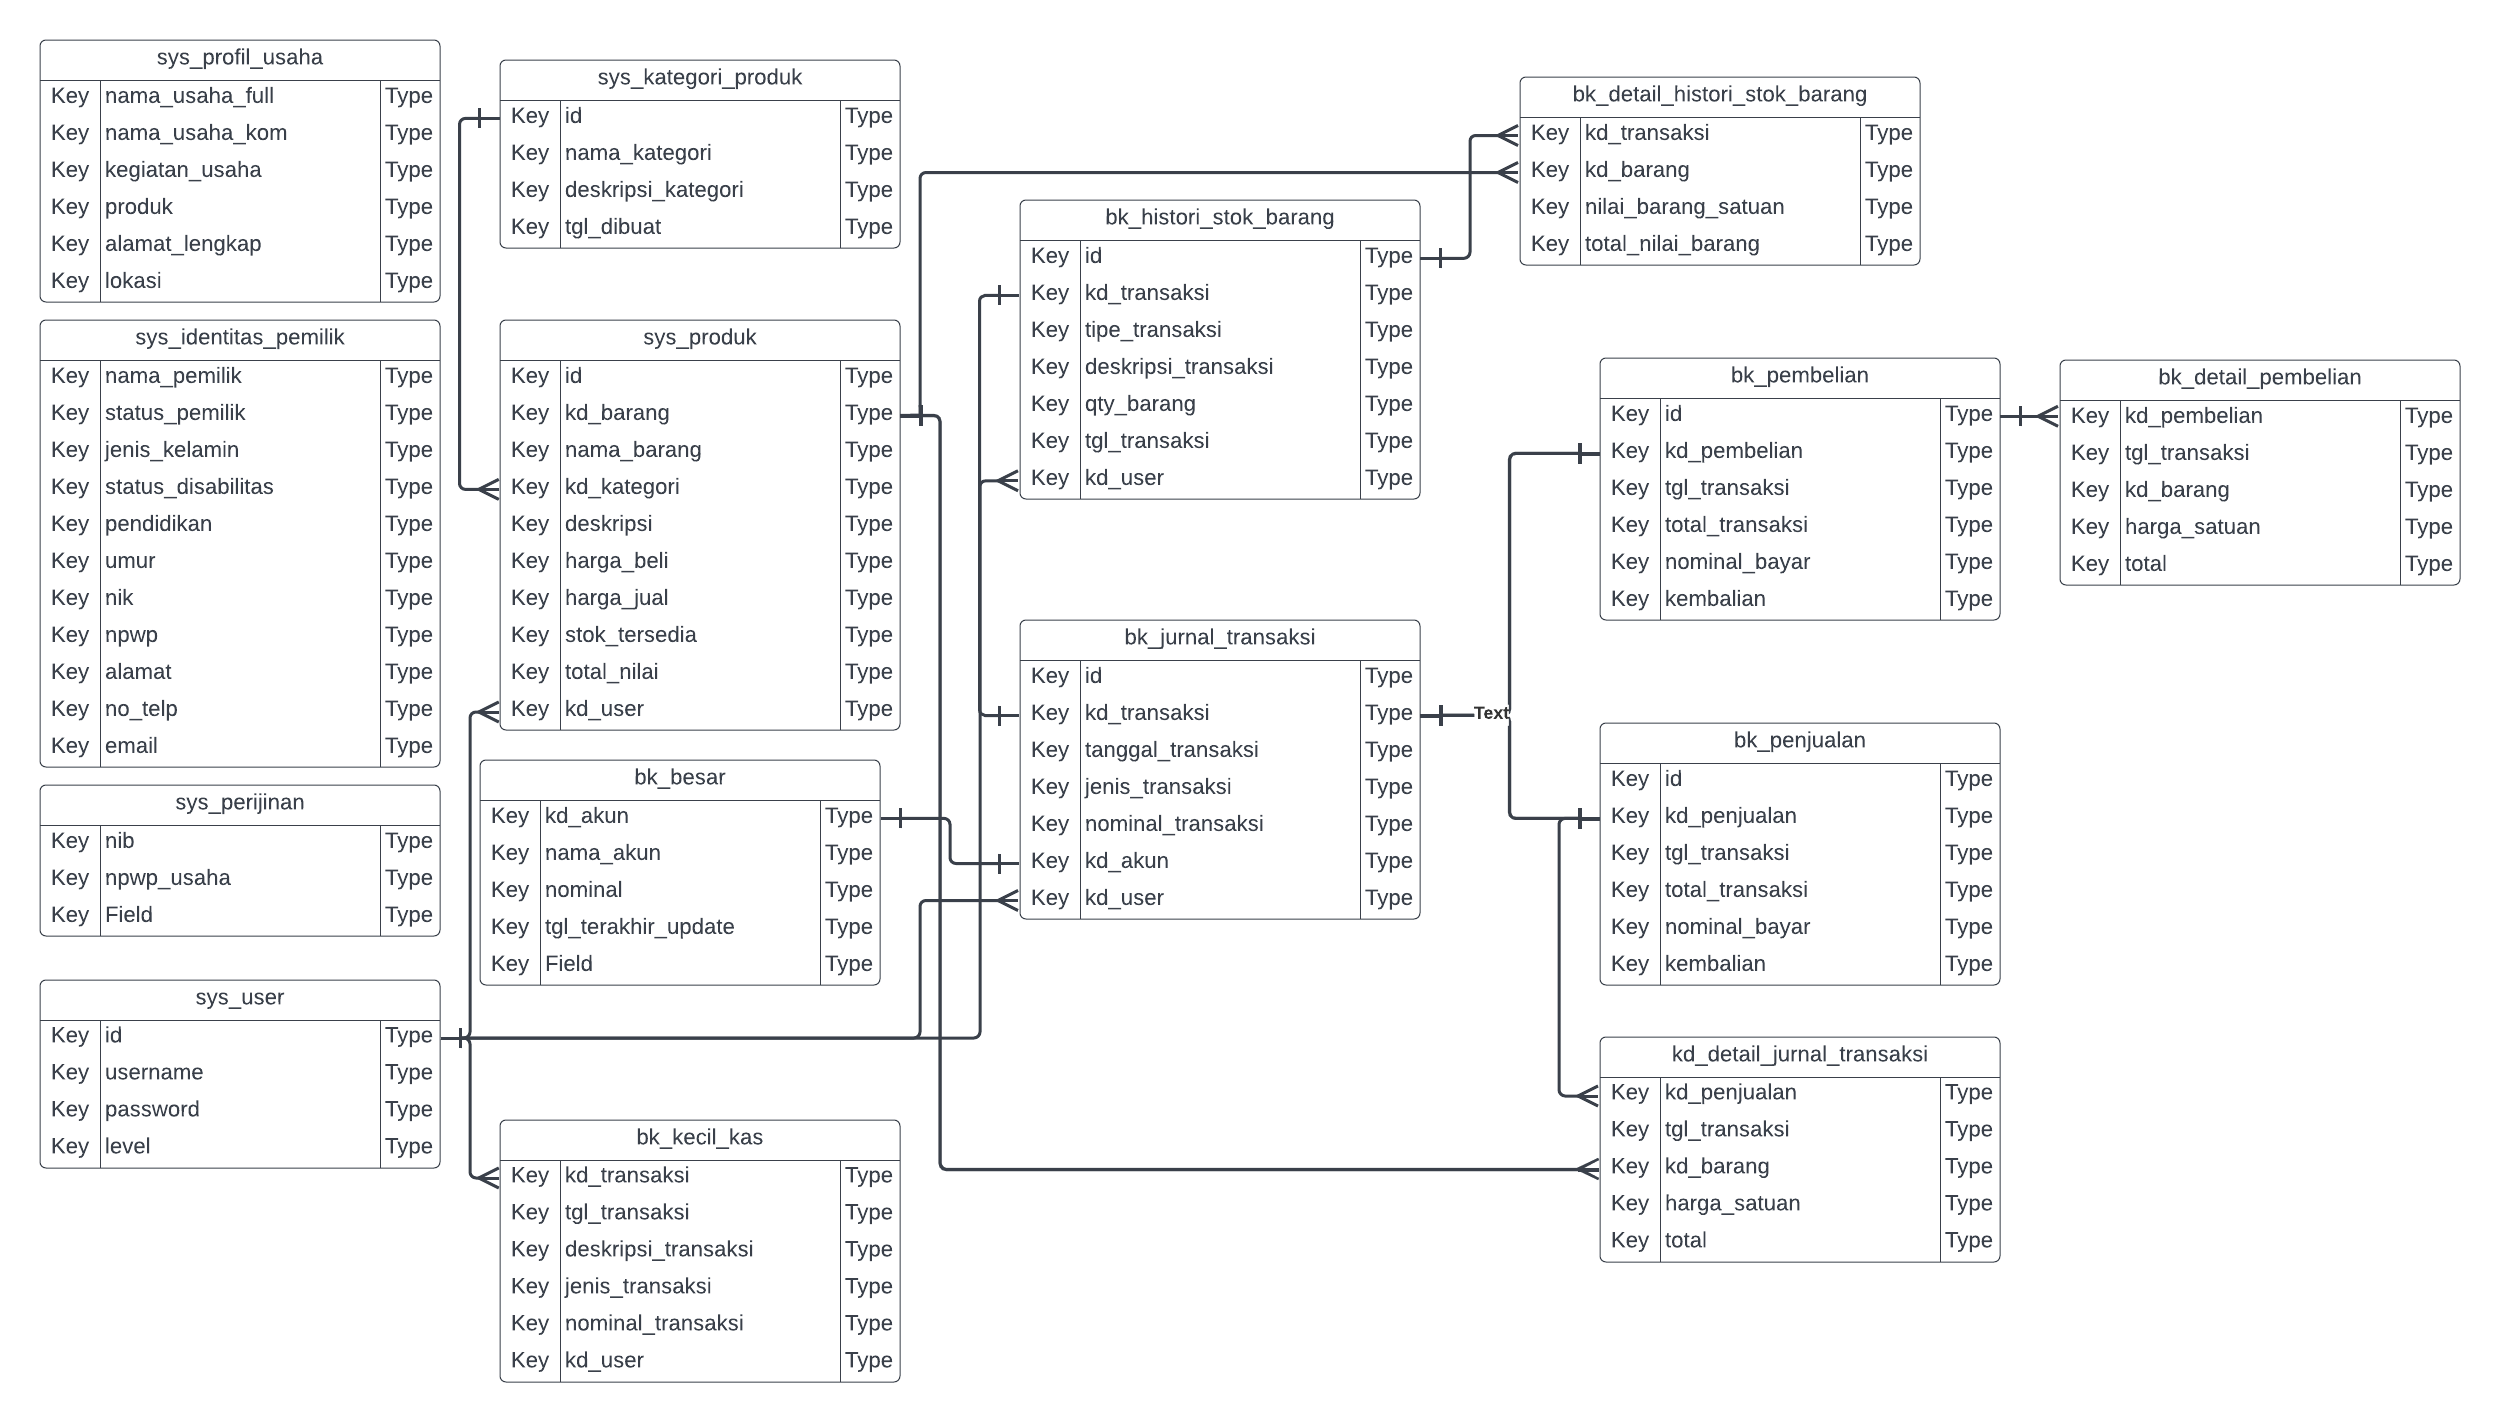 sys_profil_usaha
Key nama_usaha_full Type
Key nama_usaha_kom Type
Key kegiatan_usaha Type
Key produk Type
Key alamat_lengkap Type
Key lokasi Type
sys_identitas_pemilik
Key nama_pemilik Type
Key status_pemilik Type
Key jenis_kelamin Type
Key status_disabilitas Type
Key pendidikan Type
Key umur Type
Key nik Type
Key npwp Type
Key alamat Type
Key no_telp Type
Key email Type
sys_perijinan
Key nib Type
Key npwp_usaha Type
Key Field Type
sys_user
Key id Type
Key username Type
Key password Type
Key level Type
sys_kategori_produk
Key id Type
Key nama_kategori Type
Key deskripsi_kategori Type
Key tgl_dibuat Type
sys_produk
Key id Type
Key kd_barang Type
Key nama_barang Type
Key kd_kategori Type
Key deskripsi Type
Key harga_beli Type
Key harga_jual Type
Key stok_tersedia Type
Key total_nilai Type
Key kd_user Type
bk_besar
Key kd_akun Type
Key nama_akun Type
Key nominal Type
Key tgl_terakhir_update Type
Key Field Type
bk_kecil_kas
Key kd_transaksi Type
Key tgl_transaksi Type
Key deskripsi_transaksi Type
Key jenis_transaksi Type
Key nominal_transaksi Type
Key kd_user Type
bk_histori_stok_barang
Key id Type
Key kd_transaksi Type
Key tipe_transaksi Type
Key deskripsi_transaksi Type
Key qty_barang Type
Key tgl_transaksi Type
Key kd_user Type
bk_jurnal_transaksi
Key id Type
Key kd_transaksi Type
Key tanggal_transaksi Type
Key jenis_transaksi Type
Key nominal_transaksi Type
Key kd_akun Type
Key kd_user Type
Text
bk_detail_histori_stok_barang
Key kd_transaksi Type
Key kd_barang Type
Key nilai_barang_satuan Type
Key total_nilai_barang Type
bk_pembelian
Key id Type
Key kd_pembelian Type
Key tgl_transaksi Type
Key total_transaksi Type
Key nominal_bayar Type
Key kembalian Type
bk_detail_pembelian
Key kd_pembelian Type
Key tgl_transaksi Type
Key kd_barang Type
Key harga_satuan Type
Key total Type
bk_penjualan
Key id Type
Key kd_penjualan Type
Key tgl_transaksi Type
Key total_transaksi Type
Key nominal_bayar Type
Key kembalian Type
kd_detail_jurnal_transaksi
Key kd_penjualan Type
Key tgl_transaksi Type
Key kd_barang Type
Key harga_satuan Type
Key total Type